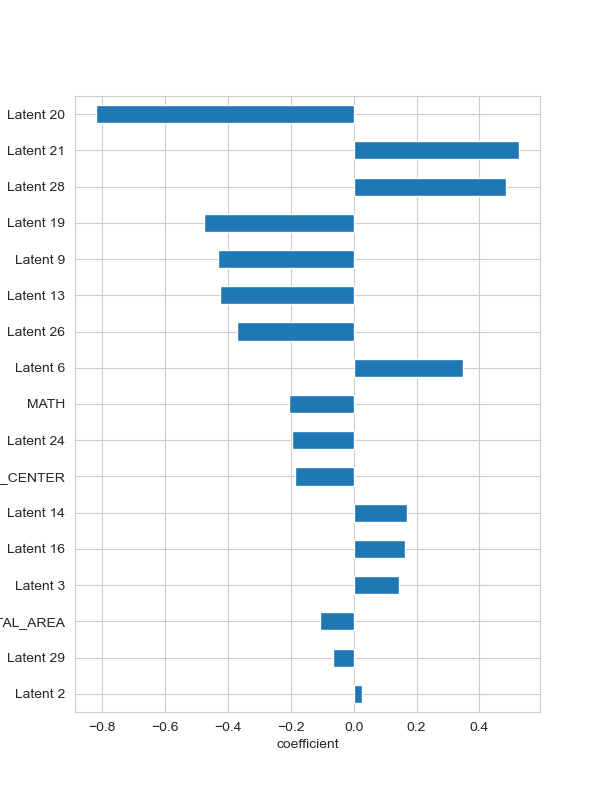 Latent 20
Latent 21
Latent 28
Latent 19
Latent 9
Latent 13
Latent 26
Latent 6
MATH
Latent 24
_CENTER
Latent 14
Latent 16
Latent 3
TAL_AREA
Latent 29
Latent 2
−0.8 −0.6 −0.4 −0.2 0.0 0.2 0.4
coefficient